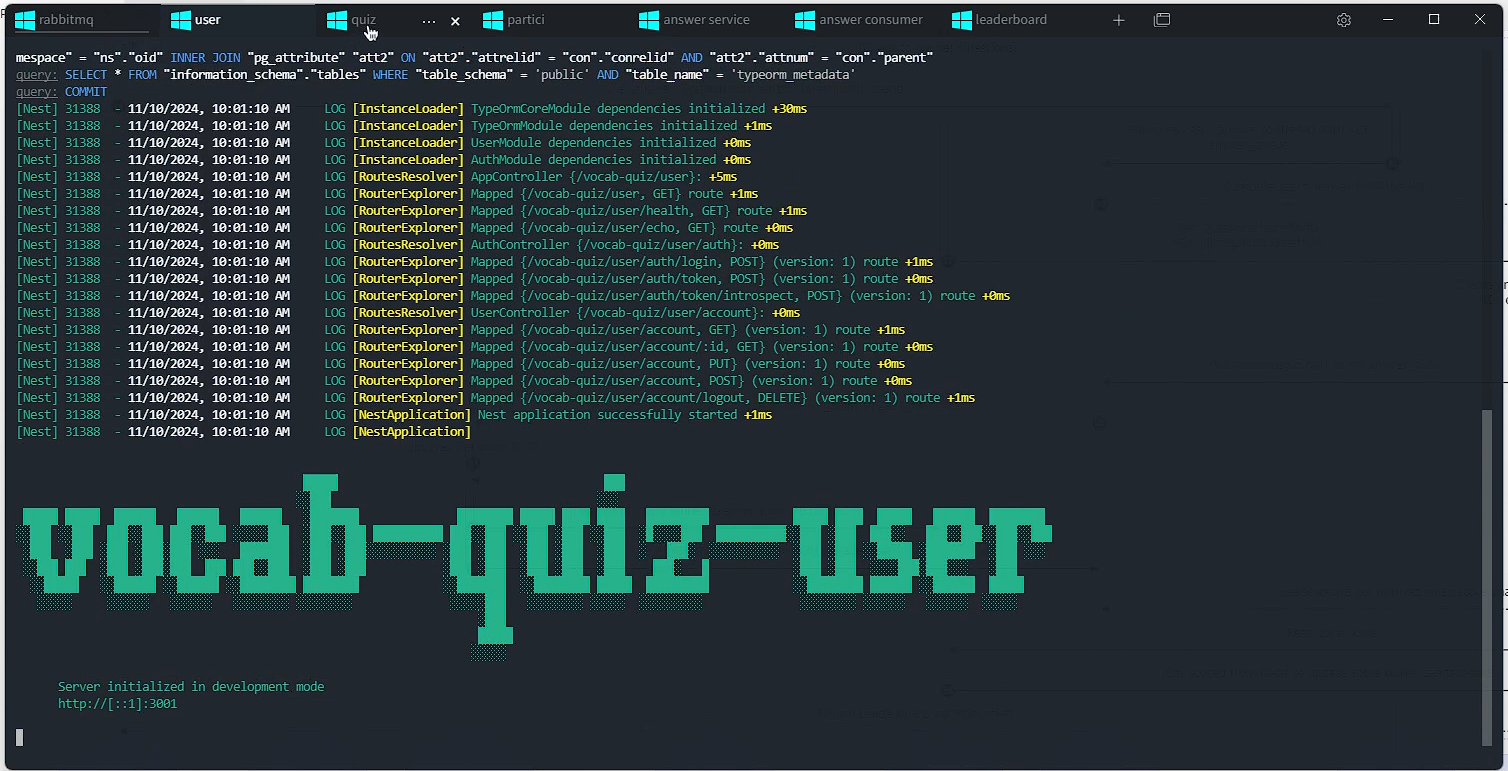 rabbitmq user quiz ... partici answer service answer consumer leaderboard
mespace" = "ns"."oid" INNER JOIN "pg_attribute" "att2" ON "att2"."attrelid" = "con"."conrelid" AND "att2"."attnum" = "con"."parent"
query: SELECT * FROM "information_schema"."tables" WHERE "table_schema" = 'public' AND "table_name" = 'typeorm_metadata'
query: COMMIT
[Nest] 31388 - 11/10/2024, 10:01:10 AM LOG [InstanceLoader] TypeOrmCoreModule dependencies initialized +30ms
[Nest] 31388 - 11/10/2024, 10:01:10 AM LOG [InstanceLoader] TypeOrmModule dependencies initialized +1ms
[Nest] 31388 - 11/10/2024, 10:01:10 AM LOG [InstanceLoader] UserModule dependencies initialized +0ms
[Nest] 31388 - 11/10/2024, 10:01:10 AM LOG [InstanceLoader] AuthModule dependencies initialized +0ms
[Nest] 31388 - 11/10/2024, 10:01:10 AM LOG [RoutesResolver] AppController {/vocab-quiz/user}: +5ms
[Nest] 31388 - 11/10/2024, 10:01:10 AM LOG [RouterExplorer] Mapped {/vocab-quiz/user, GET} route +1ms
[Nest] 31388 - 11/10/2024, 10:01:10 AM LOG [RouterExplorer] Mapped {/vocab-quiz/user/health, GET} route +1ms
[Nest] 31388 - 11/10/2024, 10:01:10 AM LOG [RouterExplorer] Mapped {/vocab-quiz/user/echo, GET} route +0ms
[Nest] 31388 - 11/10/2024, 10:01:10 AM LOG [RoutesResolver] AuthController {/vocab-quiz/user/auth}: +0ms
[Nest] 31388 - 11/10/2024, 10:01:10 AM LOG [RouterExplorer] Mapped {/vocab-quiz/user/auth/login, POST} (version: 1) route +1ms
[Nest] 31388 - 11/10/2024, 10:01:10 AM LOG [RouterExplorer] Mapped {/vocab-quiz/user/auth/token, POST} (version: 1) route +0ms
[Nest] 31388 - 11/10/2024, 10:01:10 AM LOG [RouterExplorer] Mapped {/vocab-quiz/user/auth/token/introspect, POST} (version: 1) route +0ms
[Nest] 31388 - 11/10/2024, 10:01:10 AM LOG [RoutesResolver] UserController {/vocab-quiz/user/account}: +0ms
[Nest] 31388 - 11/10/2024, 10:01:10 AM LOG [RouterExplorer] Mapped {/vocab-quiz/user/account, GET} (version: 1) route +1ms
[Nest] 31388 - 11/10/2024, 10:01:10 AM LOG [RouterExplorer] Mapped {/vocab-quiz/user/account/:id, GET} (version: 1) route +0ms
[Nest] 31388 - 11/10/2024, 10:01:10 AM LOG [RouterExplorer] Mapped {/vocab-quiz/user/account, PUT} (version: 1) route +0ms
[Nest] 31388 - 11/10/2024, 10:01:10 AM LOG [RouterExplorer] Mapped {/vocab-quiz/user/account, POST} (version: 1) route +0ms
[Nest] 31388 - 11/10/2024, 10:01:10 AM LOG [RouterExplorer] Mapped {/vocab-quiz/user/account/logout, DELETE} (version: 1) route +1ms
[Nest] 31388 - 11/10/2024, 10:01:10 AM LOG [NestApplication] Nest application successfully started +1ms
[Nest] 31388 - 11/10/2024, 10:01:10 AM LOG [NestApplication]
vocab-quiz-user
Server initialized in development mode
http://[::1]:3001